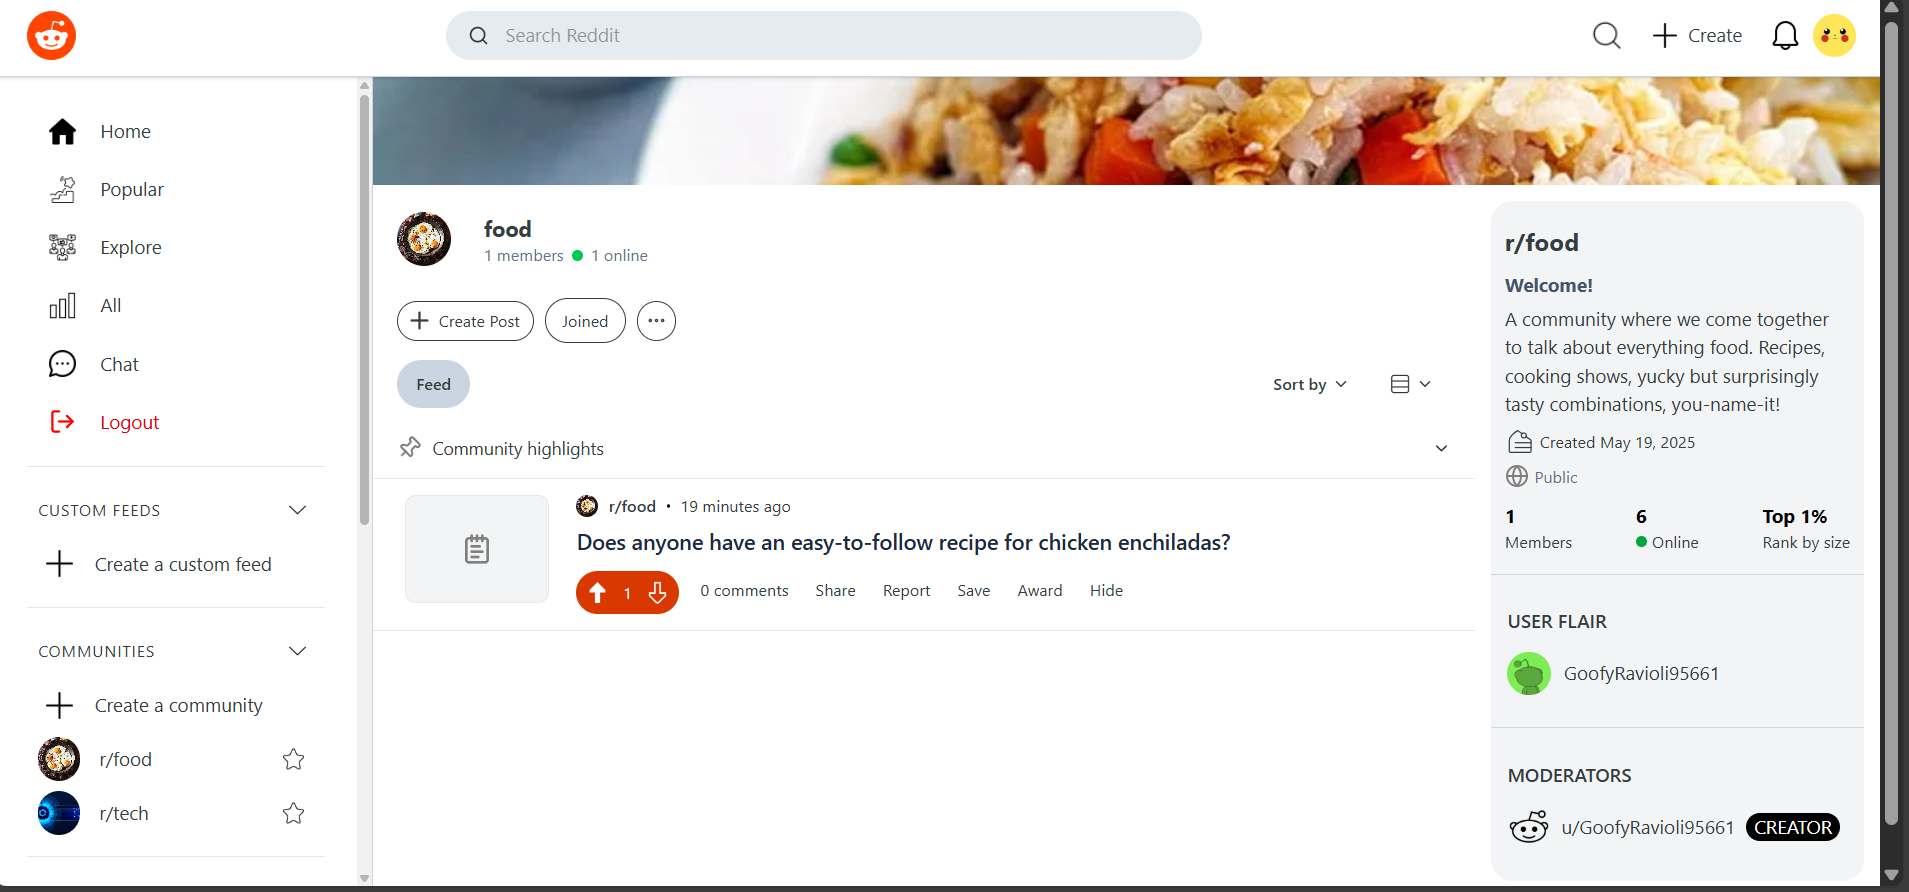 Search Reddit
Create
Home
Popular
Explore
All
Chat
Logout
CUSTOM FEEDS
Create a custom feed
COMMUNITIES
Create a community
r/food
r/tech
food
1 members 1 online
Create Post
Joined
Feed
Sort by
Community highlights
r/food • 19 minutes ago
Does anyone have an easy-to-follow recipe for chicken enchiladas?
1
0 comments Share Report Save Award Hide
r/food
Welcome!
A community where we come together
to talk about everything food. Recipes,
cooking shows, yucky but surprisingly
tasty combinations, you-name-it!
Created May 19, 2025
Public
1 6 Top 1%
Members Online Rank by size
USER FLAIR
GoofyRavioli95661
MODERATORS
u/GoofyRavioli95661 CREATOR